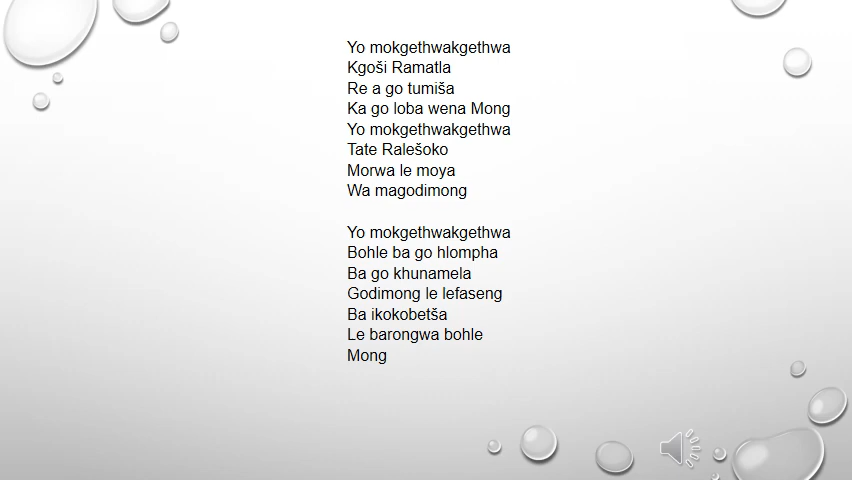 Yo mokgethwakgethwa
Kgoši Ramatla
Re a go tumiša
Ka go loba wena Mong
Yo mokgethwakgethwa
Tate Ralešoko
Morwa le moya
Wa magodimong
Yo mokgethwakgethwa
Bohle ba go hlompha
Ba go khunamela
Godimong le lefaseng
Ba ikokobetša
Le barongwa bohle
Mong